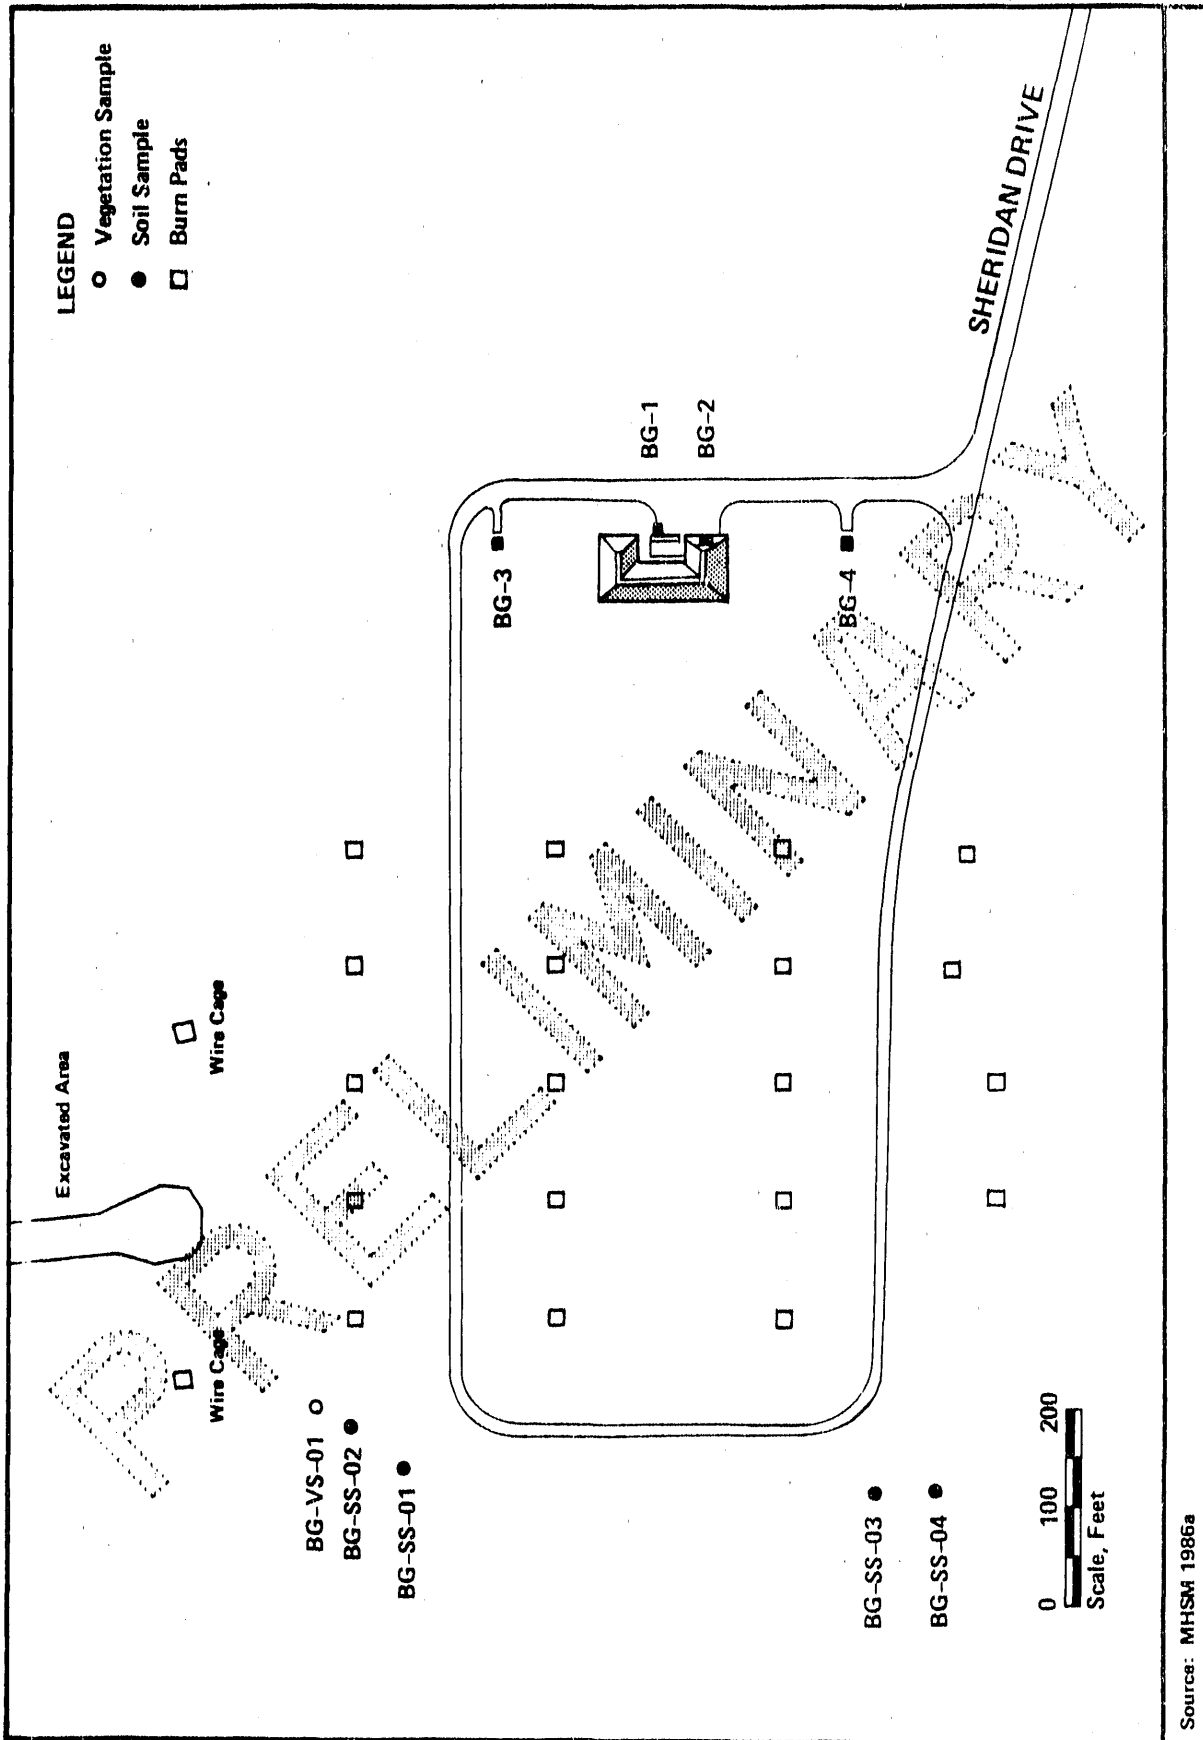 LEGEND
Vegetation Sample
Soil Sample
Burn Pads
Excavated Area
Wire Cage
Wire Cage
BG-VS-01
BG-SS-02
BG-SS-01
BG-3
BG-1
BG-2
BG-4
SHERIDAN DRIVE
BG-SS-03
BG-SS-04
0 100 200
Scale, Feet
PRELIMINARY
Source: MHSM 1986a